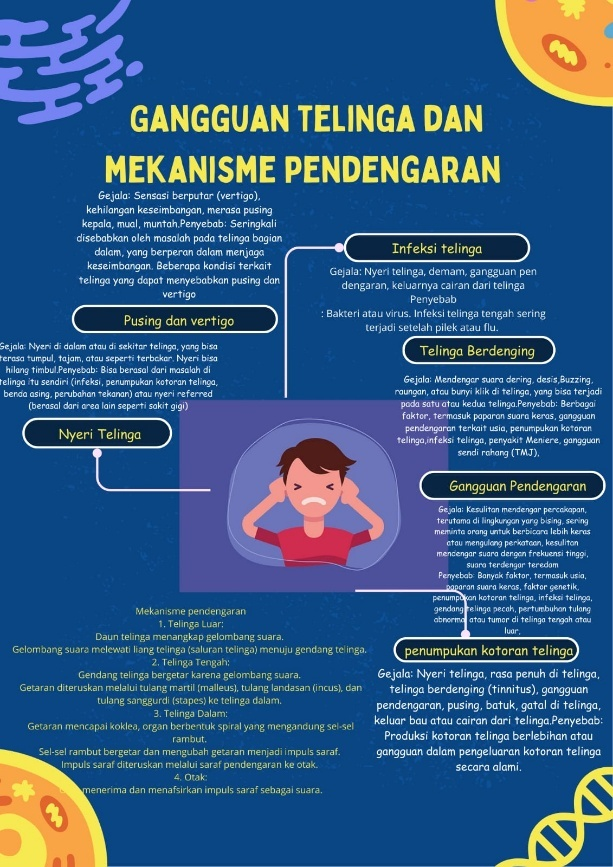 GANGGUAN TELINGA DAN
MEKANISME PENDENGARAN
Gejala: Sensasi berputar (vertigo),
kehilangan keseimbangan, merasa pusing
kepala, mual, muntah.Penyebab: Seringkali
disebabkan oleh masalah pada telinga bagian
dalam, yang berperan dalam menjaga
keseimbangan. Beberapa kondisi terkait
telinga yang dapat menyebabkan pusing dan
vertigo
Pusing dan vertigo
Gejala: Nyeri di dalam atau di sekitar telinga, yang bisa
terasa tumpul, tajam, atau seperti terbakar. Nyeri bisa
hilang timbul.Penyebab: Bisa berasal dari masalah di
telinga itu sendiri (infeksi, penumpukan kotoran telinga,
benda asing, perubahan tekanan) atau nyeri referred
(berasal dari area lain seperti sakit gigi)
Nyeri Telinga
Infeksi telinga
Gejala: Nyeri telinga, demam, gangguan pen
dengaran, keluarnya cairan dari telinga
Penyebab
: Bakteri atau virus. Infeksi telinga tengah sering
terjadi setelah pilek atau flu.
Telinga Berdenging
Gejala: Mendengar suara dering, desis,Buzzing,
raungan, atau bunyi klik di telinga, yang bisa terjadi
pada satu atau kedua telinga.Penyebab: Berbagai
faktor, termasuk paparan suara keras, gangguan
pendengaran terkait usia, penumpukan kotoran
telinga,infeksi telinga, penyakit Meniere, gangguan
sendi rahang (TMJ),
Gangguan Pendengaran
Gejala: Kesulitan mendengar percakapan,
terutama di lingkungan yang bising, sering
meminta orang untuk berbicara lebih keras
atau mengulang perkataan, kesulitan
mendengar suara dengan frekuensi tinggi,
suara terdengar teredam
Penyebab: Banyak faktor, termasuk usia,
paparan suara keras, faktor genetik,
penumpukan kotoran telinga, infeksi telinga,
gendang telinga pecah, pertumbuhan tulang
abnormal atau tumor di telinga tengah atau
luar,
penumpukan kotoran telinga
Gejala: Nyeri telinga, rasa penuh di telinga,
telinga berdenging (tinnitus), gangguan
pendengaran, pusing, batuk, gatal di telinga,
keluar bau atau cairan dari telinga.Penyebab:
Produksi kotoran telinga berlebihan atau
gangguan dalam pengeluaran kotoran telinga
secara alami.
Mekanisme pendengaran
1. Telinga Luar:
Daun telinga menangkap gelombang suara.
Gelombang suara melewati liang telinga (saluran telinga) menuju gendang telinga.
2. Telinga Tengah:
Gendang telinga bergetar karena gelombang suara.
Getaran diteruskan melalui tulang martil (malleus), tulang landasan (incus), dan
tulang sanggurdi (stapes) ke telinga dalam.
3. Telinga Dalam:
Getaran mencapai koklea, organ berbentuk spiral yang mengandung sel-sel
rambut.
Sel-sel rambut bergetar dan mengubah getaran menjadi impuls saraf.
Impuls saraf diteruskan melalui saraf pendengaran ke otak.
4. Otak:
menerima dan menafsirkan impuls saraf sebagai suara.